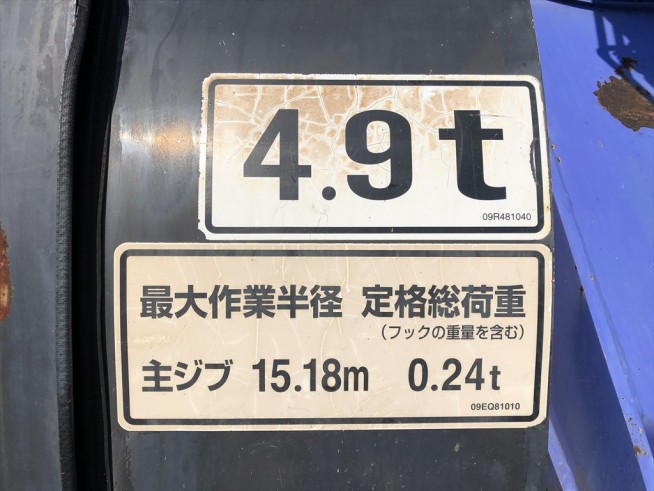 4.9t
09R481040
最大作業半径 定格総荷重
(フックの重量を含む)
主ジブ 15.18m 0.24t
09EQ81010